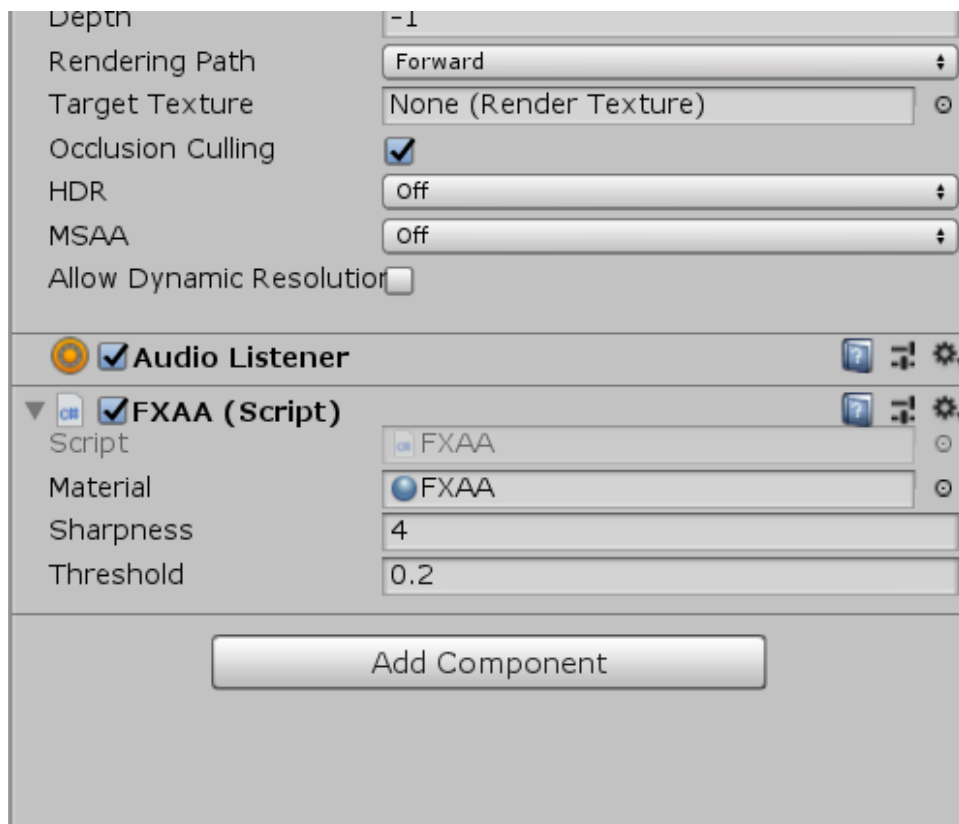 Depth -1
Rendering Path Forward
Target Texture None (Render Texture)
Occlusion Culling
HDR Off
MSAA Off
Allow Dynamic Resolution
Audio Listener
c# FXAA (Script)
Script FXAA
Material FXAA
Sharpness 4
Threshold 0.2
Add Component